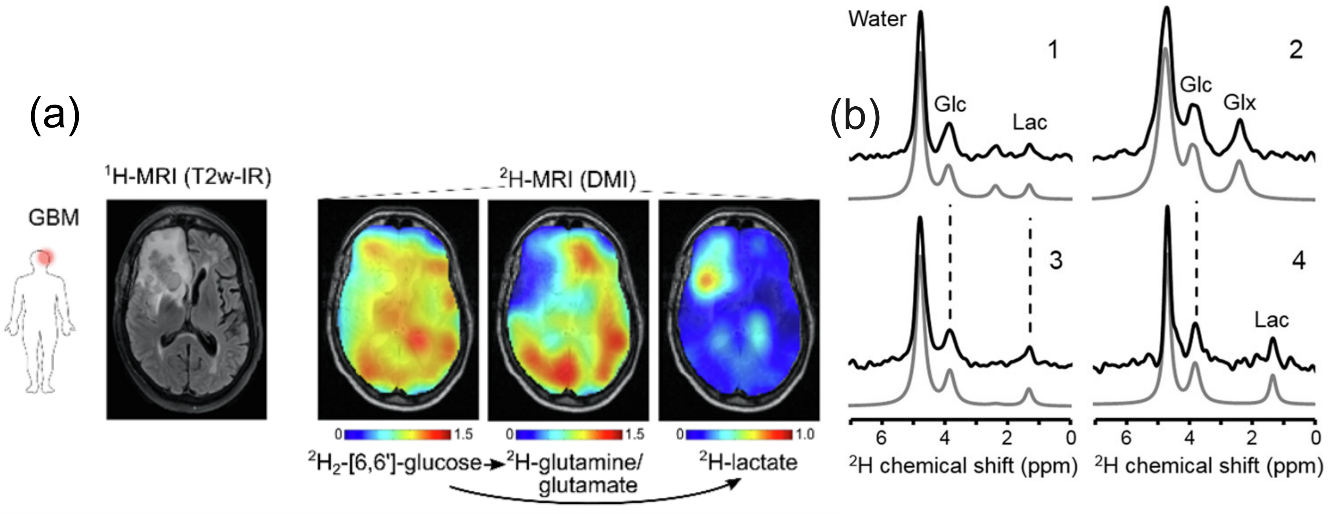 (a)
¹H-MRI (T2w-IR)
GBM
²H-MRI (DMI)
0 1.5
0 1.5
0 1.0
²H₂-[6,6']-glucose
²H-glutamine/
glutamate
²H-lactate
(b)
Water
Glc
Lac
1
Glc
Glx
2
3
Lac
4
6 4 2 0
²H chemical shift (ppm)
6 4 2 0
²H chemical shift (ppm)